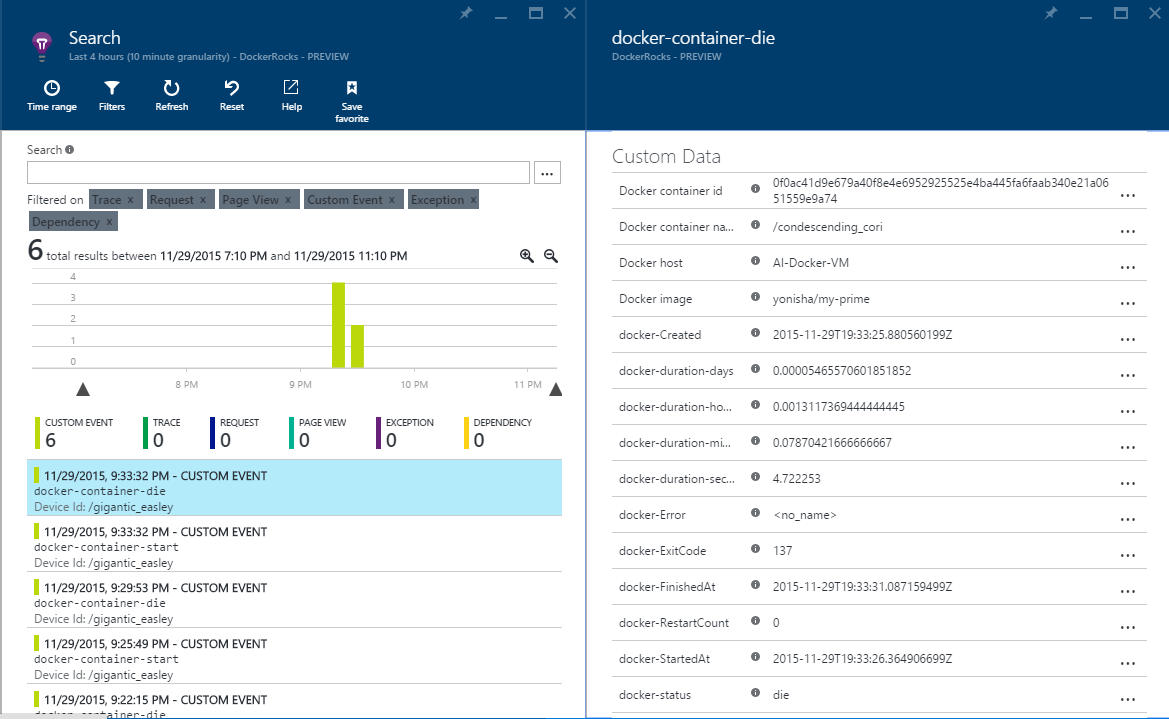 Search
Last 4 hours (10 minute granularity) - DockerRocks - PREVIEW
Time range
Filters
Refresh
Reset
Help
Save
favorite
Search
...
Filtered on Trace x Request x Page View x Custom Event x Exception x
Dependency x
6 total results between 11/29/2015 7:10 PM and 11/29/2015 11:10 PM
4
3
2
1
0
8 PM
9 PM
10 PM
11 PM
CUSTOM EVENT
6
TRACE
0
REQUEST
0
PAGE VIEW
0
EXCEPTION
0
DEPENDENCY
0
11/29/2015, 9:33:32 PM - CUSTOM EVENT
docker-container-die
Device Id: /gigantic_easley
11/29/2015, 9:33:32 PM - CUSTOM EVENT
docker-container-start
Device Id: /gigantic_easley
11/29/2015, 9:29:53 PM - CUSTOM EVENT
docker-container-die
Device Id: /gigantic_easley
11/29/2015, 9:25:49 PM - CUSTOM EVENT
docker-container-start
Device Id: /gigantic_easley
11/29/2015, 9:22:15 PM - CUSTOM EVENT
docker-container-die
docker-container-die
DockerRocks - PREVIEW
Custom Data
Docker container id
0f0ac41d9e679a40f8e4e6952925525e4ba445fa6faab340e21a06
51559e9a74
...
Docker container na... /condescending_cori ...
Docker host AI-Docker-VM ...
Docker image yonisha/my-prime ...
docker-Created 2015-11-29T19:33:25.880560199Z ...
docker-duration-days 0.00005465570601851852 ...
docker-duration-ho... 0.0013117369444444445 ...
docker-duration-mi... 0.07870421666666667 ...
docker-duration-sec... 4.722253 ...
docker-Error <no_name> ...
docker-ExitCode 137 ...
docker-FinishedAt 2015-11-29T19:33:31.087159499Z ...
docker-RestartCount 0 ...
docker-StartedAt 2015-11-29T19:33:26.364906699Z ...
docker-status die ...